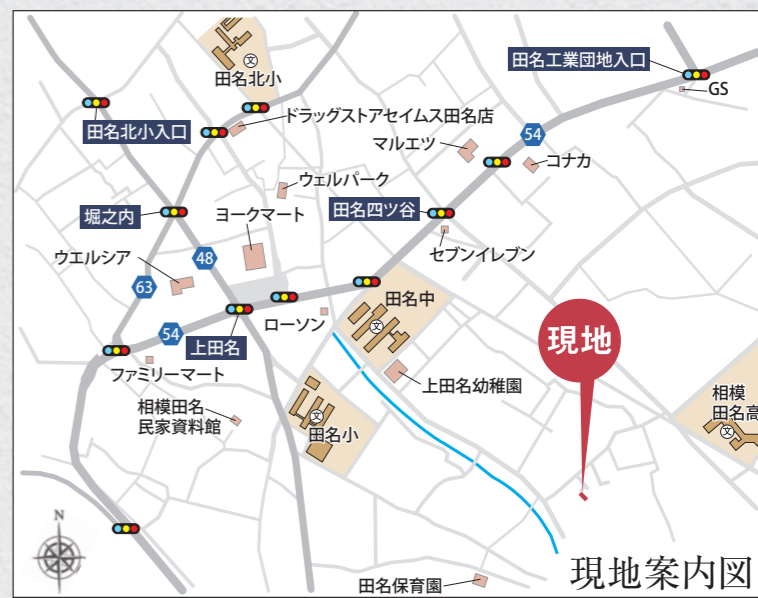 田名北小
田名工業団地入口
GS
田名北小入口
ドラッグストアセイムス田名店
マルエツ
54
コナカ
ウェルパーク
堀之内
ヨークマート
田名四ツ谷
セブンイレブン
ウエルシア
48
63
田名中
ローソン
54
上田名
現地
ファミリーマート
上田名幼稚園
相模
田名高
相模田名
民家資料館
田名小
N
田名保育園
現地案内図
文
文
文
文